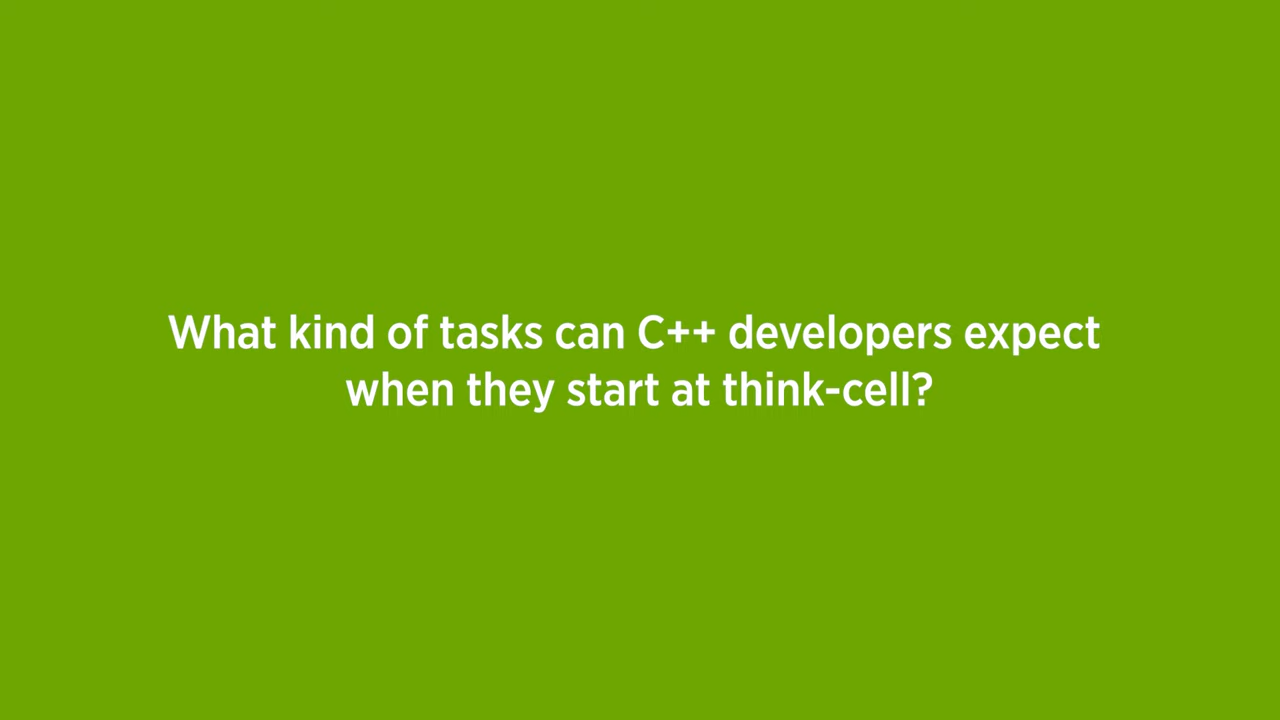 What kind of tasks can C++ developers expect
when they start at think-cell?